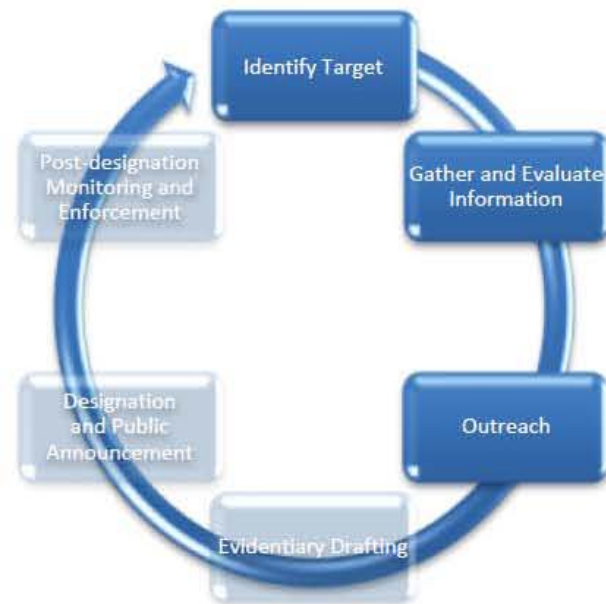 Identify Target
Gather and Evaluate
Information
Outreach
Evidentiary Drafting
Designation
and Public
Announcement
Post-designation
Monitoring and
Enforcement